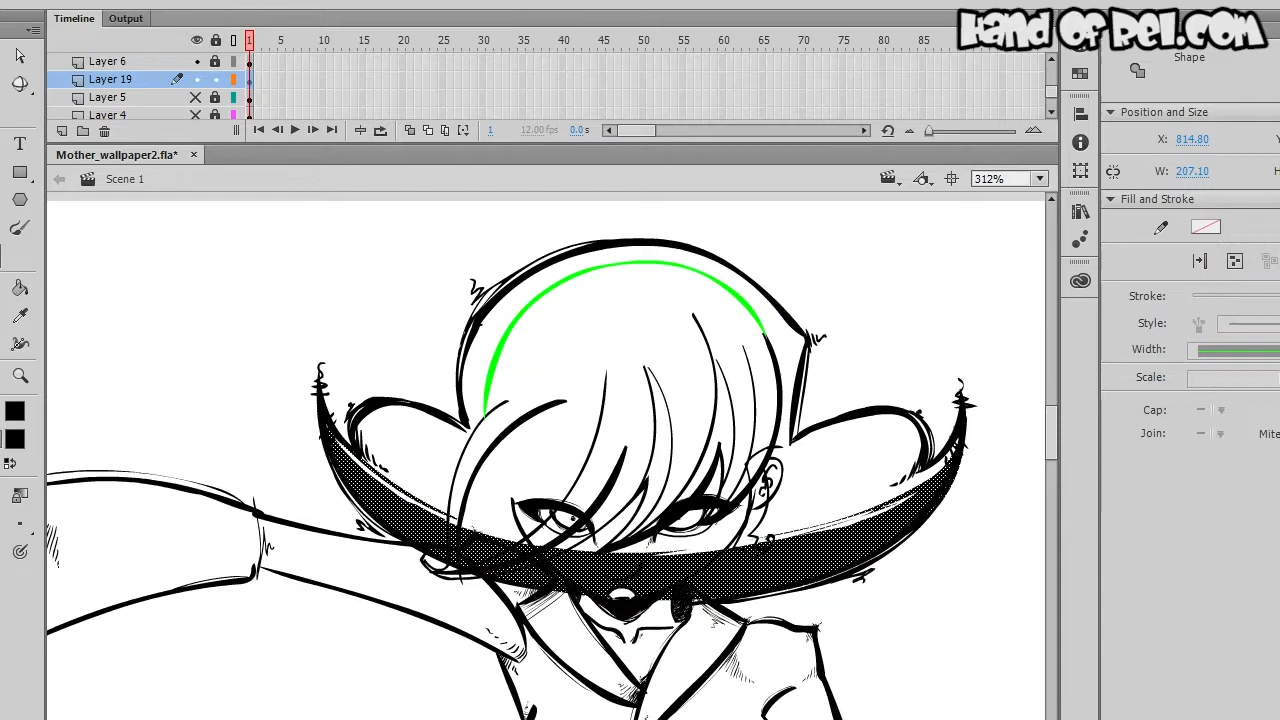 HAND OF REI.COM
Timeline Output
1 5 10 15 20 25 30 35 40 45 50 55 60 65 70 75 80 85
Shape
Layer 6
Layer 19
Layer 5
Layer 4
1 12.00 fps 0.0 s
Position and Size
X: 814.80
W: 207.10
Mother_wallpaper2.fla* ×
Scene 1
312%
Fill and Stroke
Stroke:
Style:
Width:
Scale:
Cap:
Join:
Mite